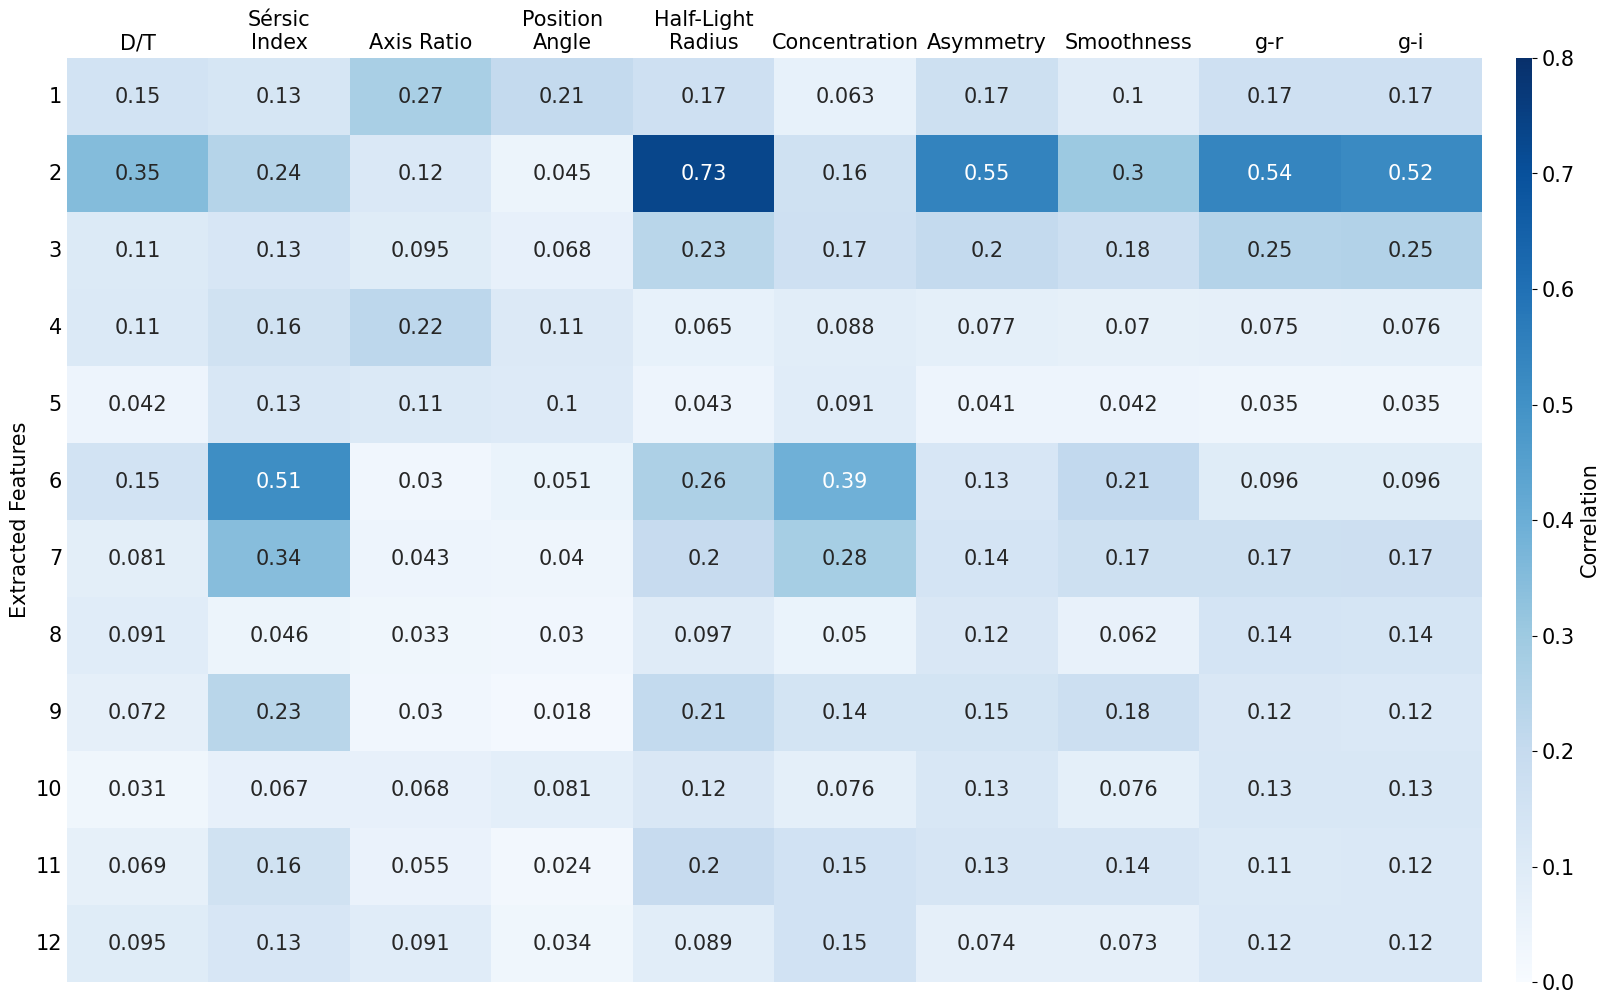 Sérsic Position Half-Light
D/T Index Axis Ratio Angle Radius Concentration Asymmetry Smoothness g-r g-i
1 0.15 0.13 0.27 0.21 0.17 0.063 0.17 0.1 0.17 0.17
2 0.35 0.24 0.12 0.045 0.73 0.16 0.55 0.3 0.54 0.52
3 0.11 0.13 0.095 0.068 0.23 0.17 0.2 0.18 0.25 0.25
4 0.11 0.16 0.22 0.11 0.065 0.088 0.077 0.07 0.075 0.076
5 0.042 0.13 0.11 0.1 0.043 0.091 0.041 0.042 0.035 0.035
6 0.15 0.51 0.03 0.051 0.26 0.39 0.13 0.21 0.096 0.096
7 0.081 0.34 0.043 0.04 0.2 0.28 0.14 0.17 0.17 0.17
8 0.091 0.046 0.033 0.03 0.097 0.05 0.12 0.062 0.14 0.14
9 0.072 0.23 0.03 0.018 0.21 0.14 0.15 0.18 0.12 0.12
10 0.031 0.067 0.068 0.081 0.12 0.076 0.13 0.076 0.13 0.13
11 0.069 0.16 0.055 0.024 0.2 0.15 0.13 0.14 0.11 0.12
12 0.095 0.13 0.091 0.034 0.089 0.15 0.074 0.073 0.12 0.12
Extracted Features
0.8
0.7
0.6
0.5
0.4
0.3
0.2
0.1
0.0
Correlation